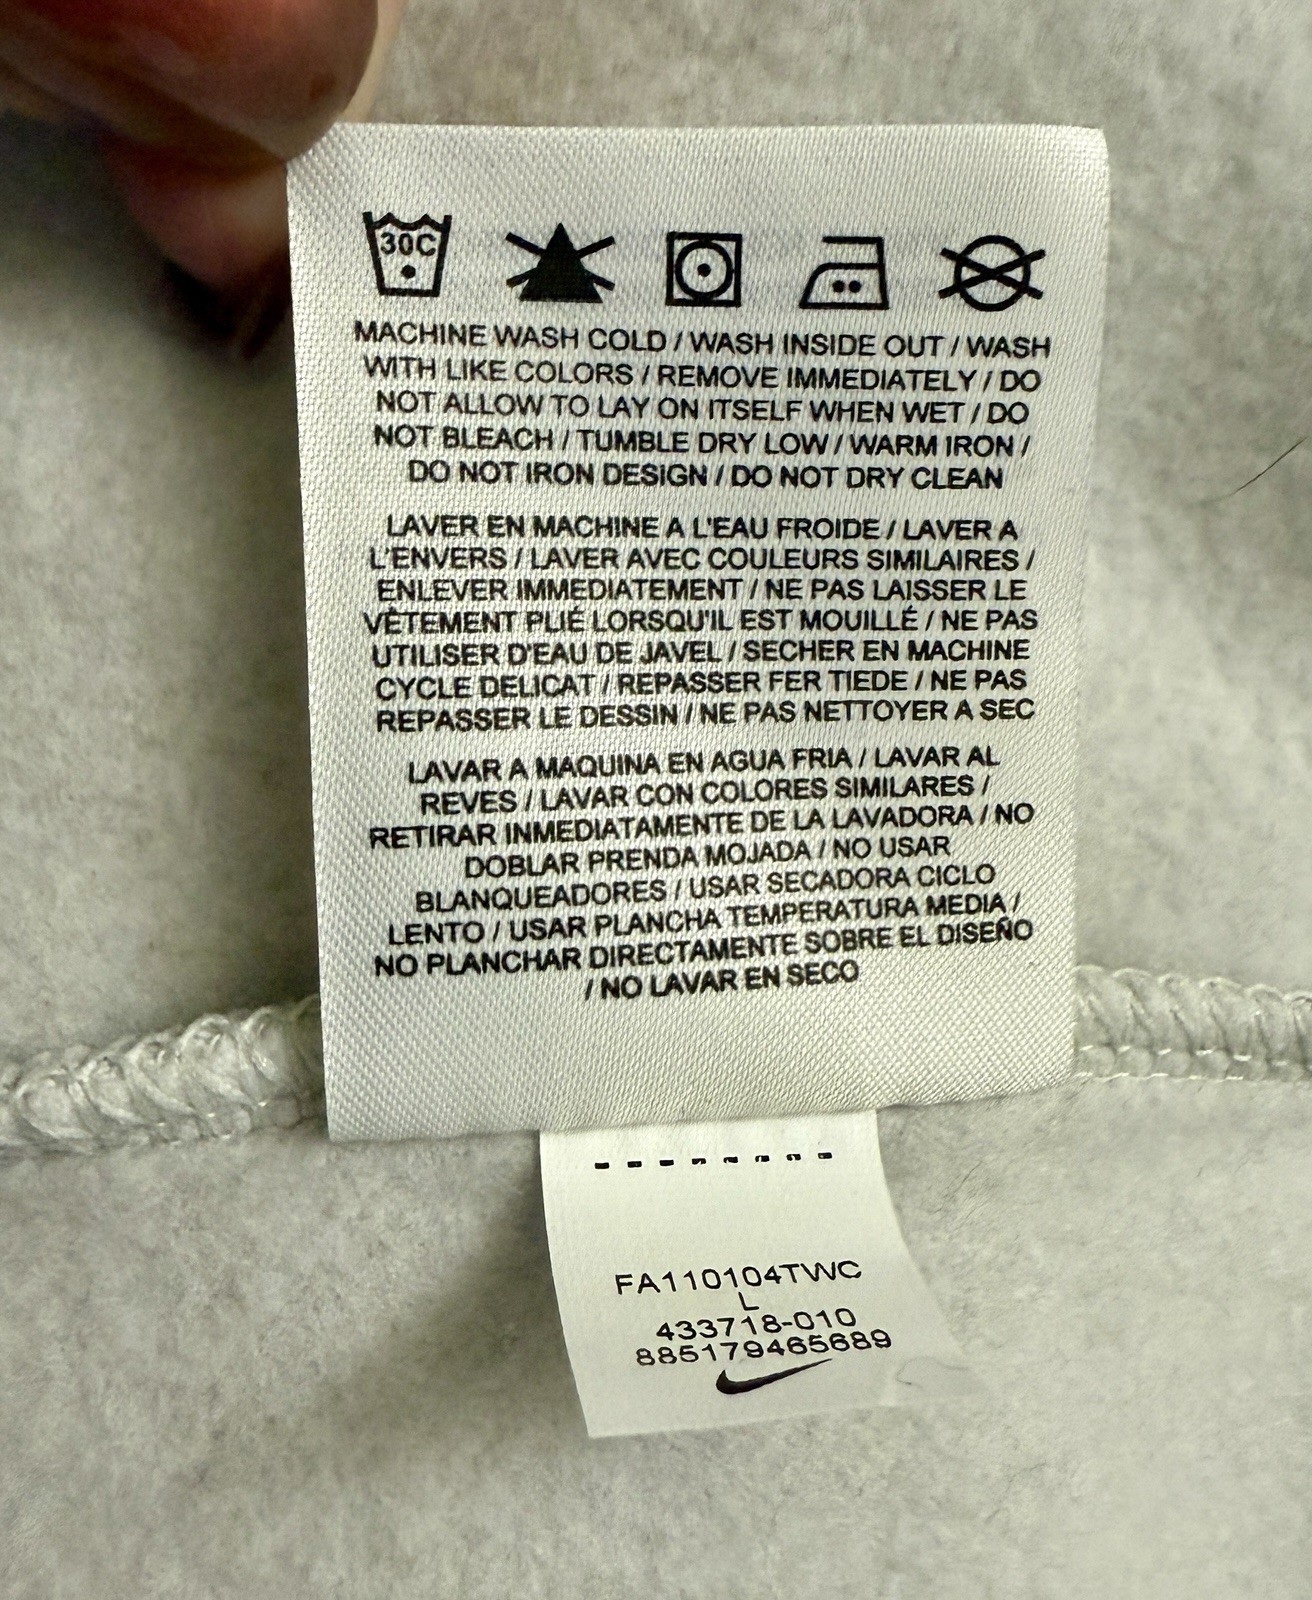 30C
MACHINE WASH COLD / WASH INSIDE OUT / WASH
WITH LIKE COLORS / REMOVE IMMEDIATELY / DO
NOT ALLOW TO LAY ON ITSELF WHEN WET / DO
NOT BLEACH / TUMBLE DRY LOW / WARM IRON /
DO NOT IRON DESIGN / DO NOT DRY CLEAN
LAVER EN MACHINE A L'EAU FROIDE / LAVER A
L'ENVERS / LAVER AVEC COULEURS SIMILAIRES /
ENLEVER IMMEDIATEMENT / NE PAS LAISSER LE
VÊTEMENT PLIÉ LORSQU'IL EST MOUILLÉ / NE PAS
UTILISER D'EAU DE JAVEL / SECHER EN MACHINE
CYCLE DELICAT / REPASSER FER TIEDE / NE PAS
REPASSER LE DESSIN / NE PAS NETTOYER A SEC
LAVAR A MAQUINA EN AGUA FRIA / LAVAR AL
REVES / LAVAR CON COLORES SIMILARES /
RETIRAR INMEDIATAMENTE DE LA LAVADORA / NO
DOBLAR PRENDA MOJADA / NO USAR
BLANQUEADORES / USAR SECADORA CICLO
LENTO / USAR PLANCHA TEMPERATURA MEDIA /
NO PLANCHAR DIRECTAMENTE SOBRE EL DISEÑO
/ NO LAVAR EN SECO
FA110104TWC
L
433718-010
885179465689